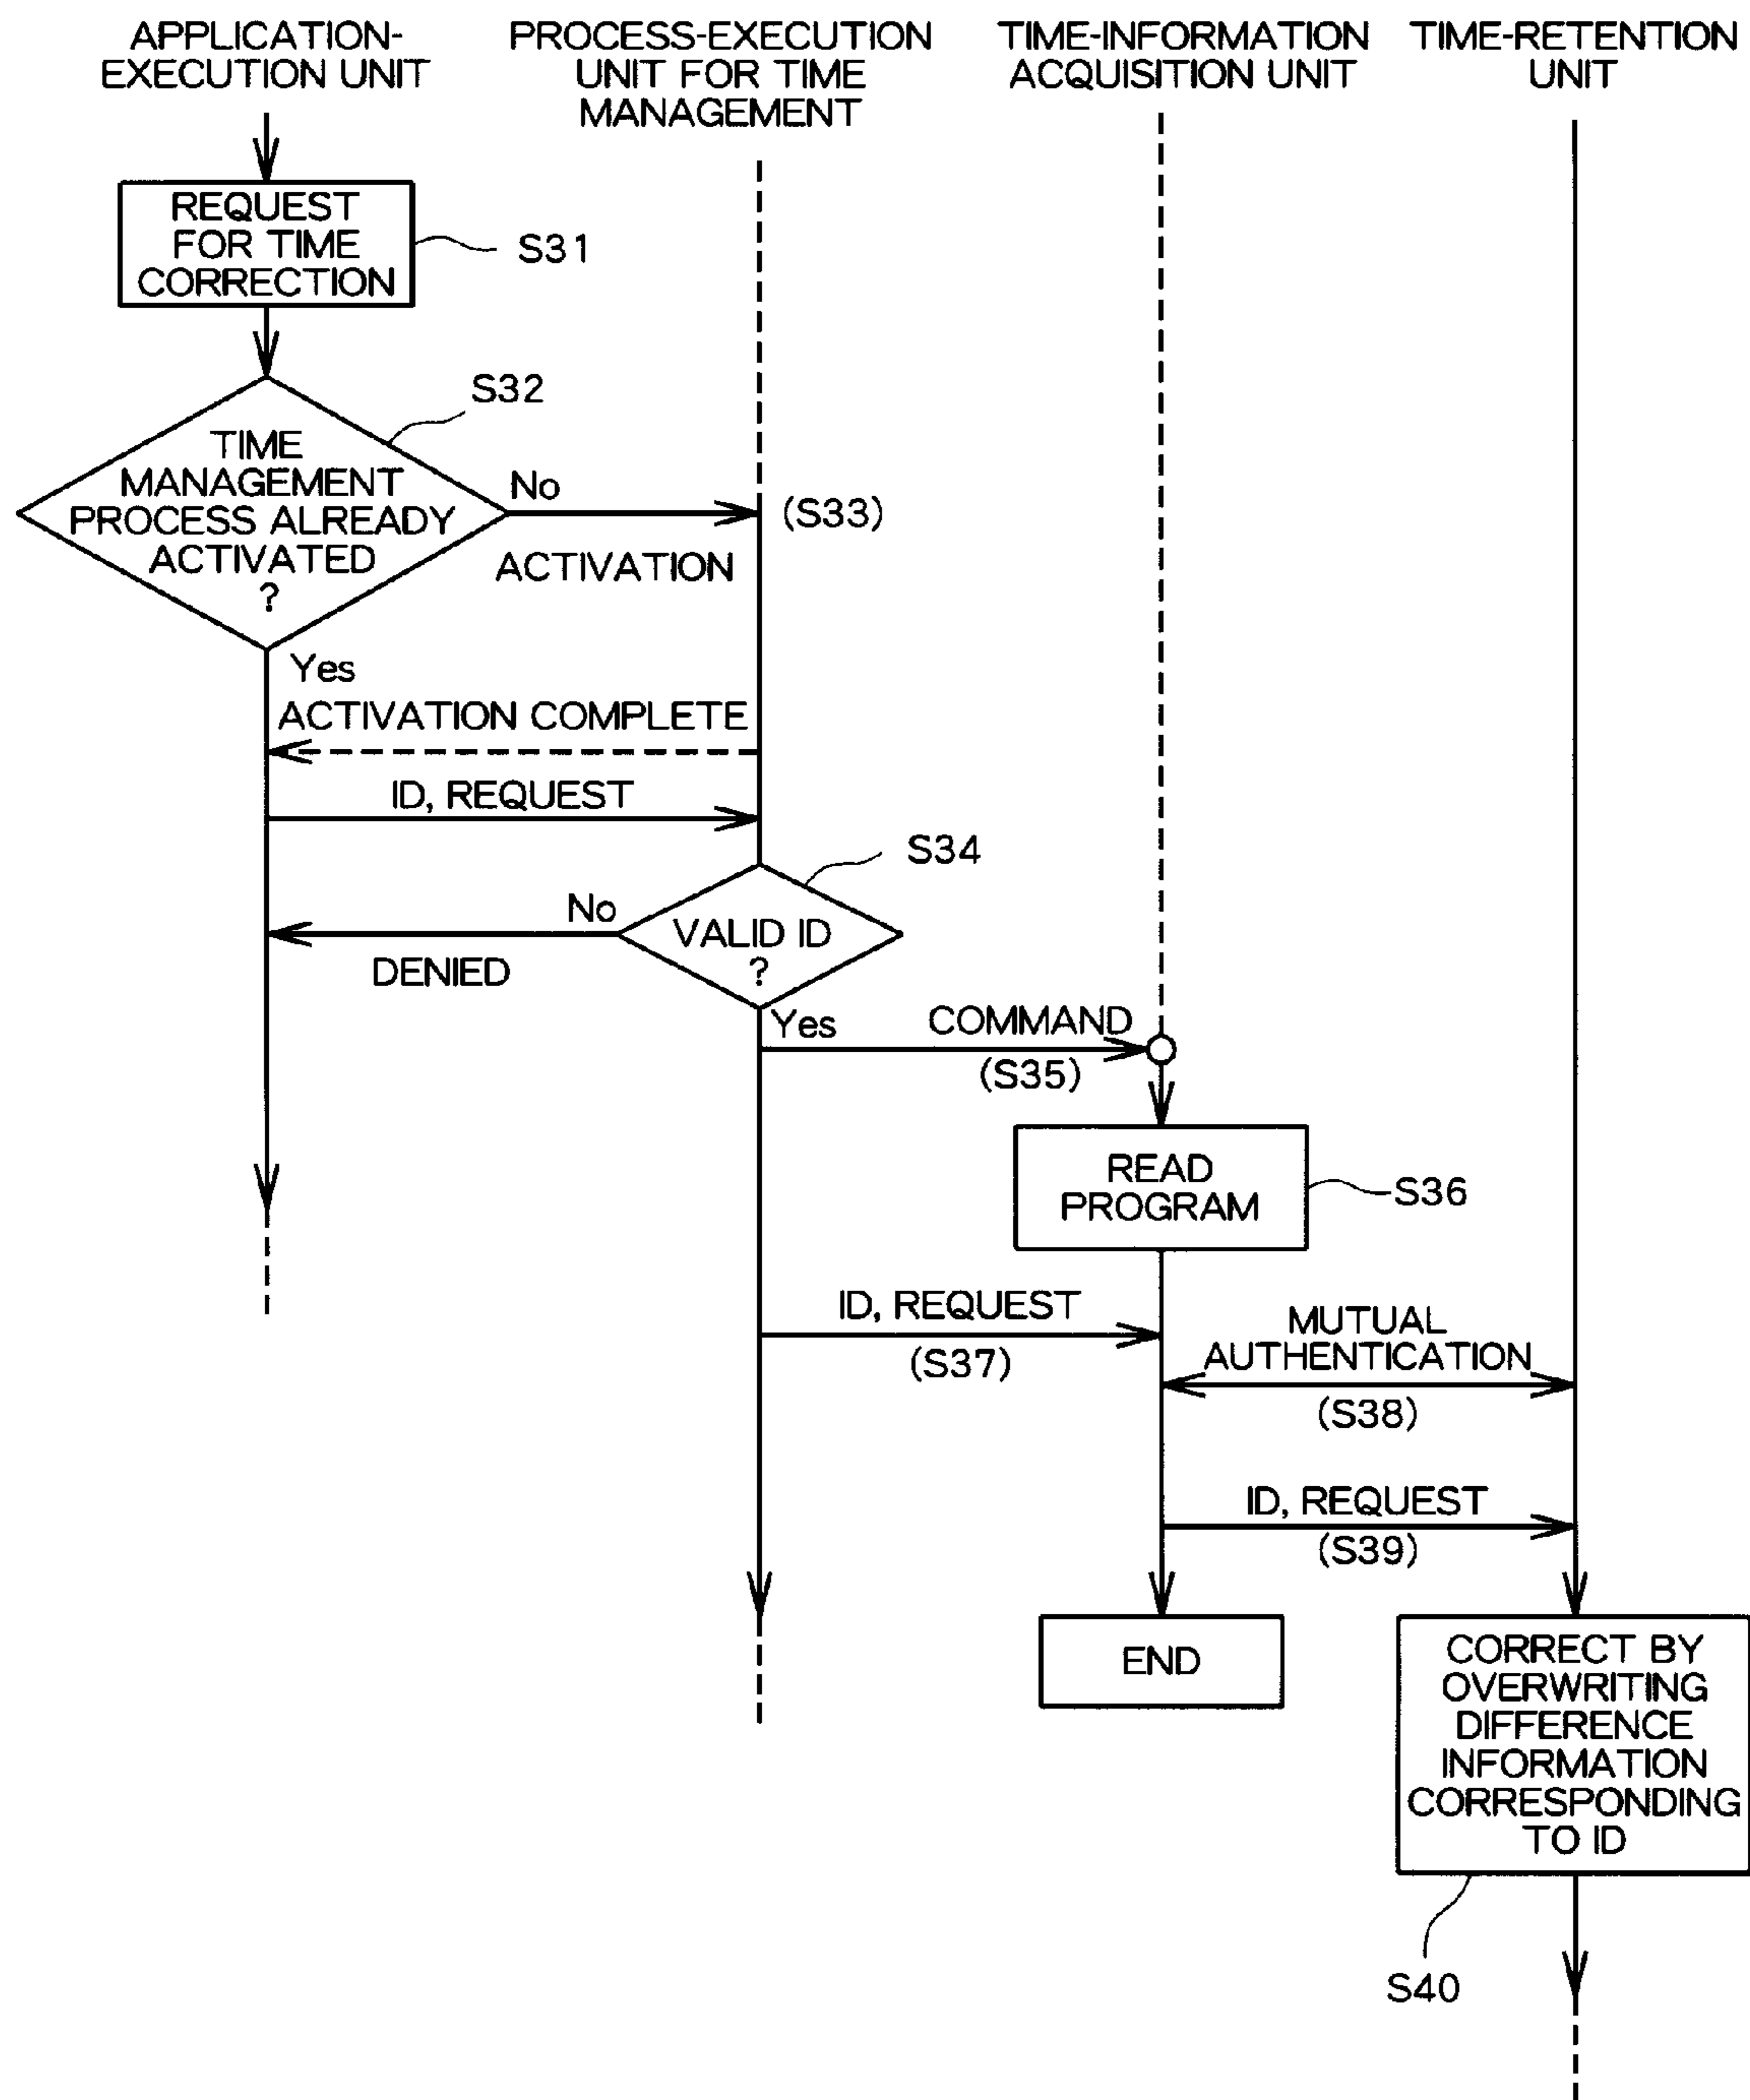 APPLICATION-
EXECUTION UNIT
PROCESS-EXECUTION
UNIT FOR TIME
MANAGEMENT
TIME-INFORMATION
ACQUISITION UNIT
TIME-RETENTION
UNIT
REQUEST
FOR TIME
CORRECTION
S31
S32
TIME
MANAGEMENT
PROCESS ALREADY
ACTIVATED
?
No
(S33)
ACTIVATION
Yes
ACTIVATION COMPLETE
ID, REQUEST
S34
No
VALID ID
?
DENIED
Yes
COMMAND
(S35)
READ
PROGRAM
S36
ID, REQUEST
(S37)
MUTUAL
AUTHENTICATION
(S38)
ID, REQUEST
(S39)
END
CORRECT BY
OVERWRITING
DIFFERENCE
INFORMATION
CORRESPONDING
TO ID
S40